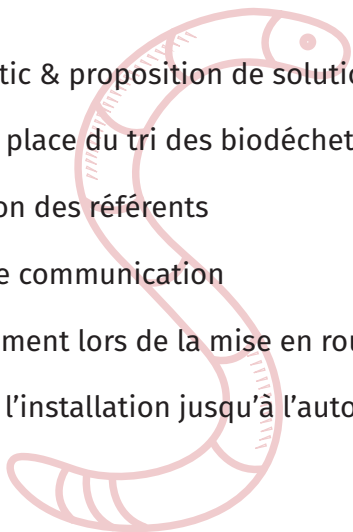 tic & proposition de soluti
place du tri des biodéchet
on des référents
e communication
ment lors de la mise en rou
l’installation jusqu’à l’auto